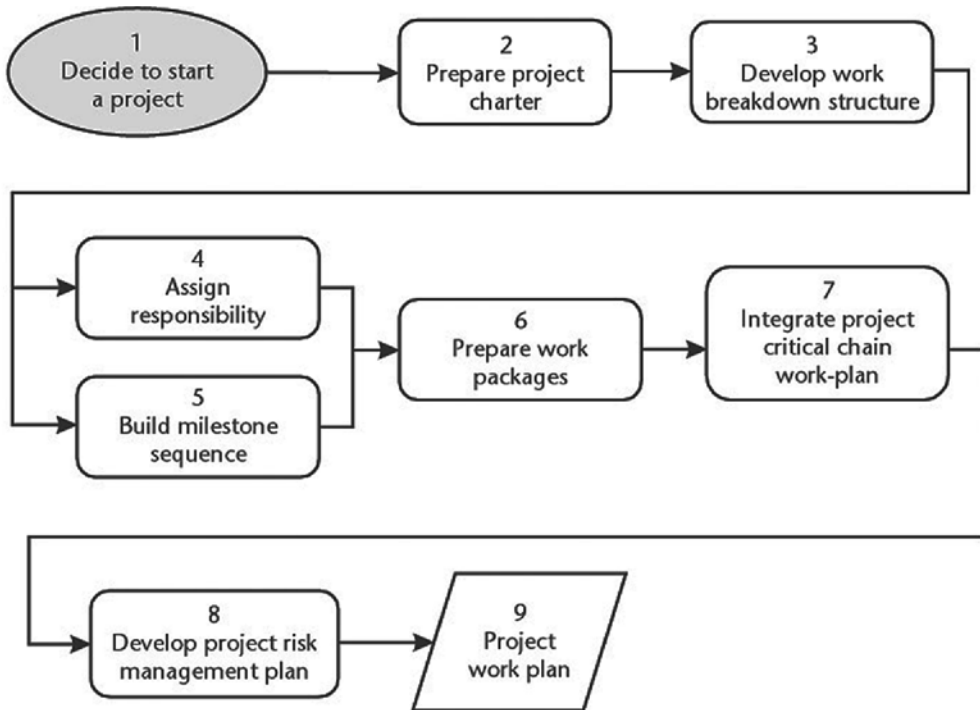 1
Decide to start
a project
2
Prepare project
charter
3
Develop work
breakdown structure
4
Assign
responsibility
5
Build milestone
sequence
6
Prepare work
packages
7
Integrate project
critical chain
work-plan
8
Develop project risk
management plan
9
Project
work plan